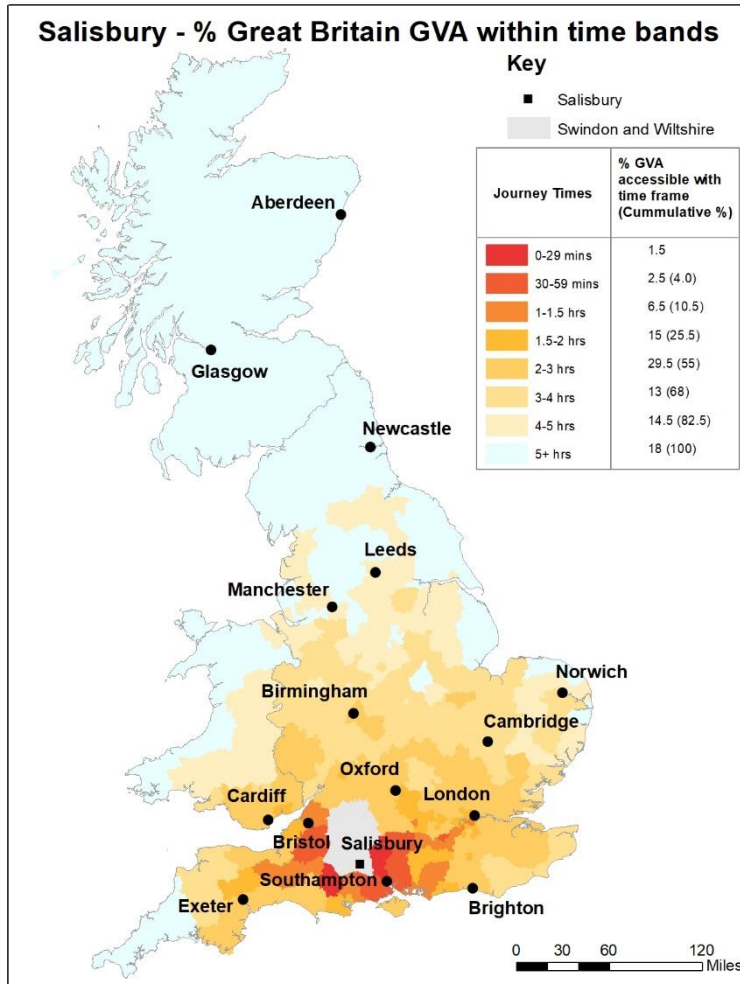 Salisbury - % Great Britain GVA within time bands
Key
Salisbury
Swindon and Wiltshire
Journey Times
% GVA
accessible with
time frame
(Cummulative %)
0-29 mins 1.5
30-59 mins 2.5 (4.0)
1-1.5 hrs 6.5 (10.5)
1.5-2 hrs 15 (25.5)
2-3 hrs 29.5 (55)
3-4 hrs 13 (68)
4-5 hrs 14.5 (82.5)
5+ hrs 18 (100)
Aberdeen
Glasgow
Newcastle
Leeds
Manchester
Norwich
Birmingham
Cambridge
Oxford
Cardiff
London
Bristol
Salisbury
Southampton
Exeter
Brighton
0 30 60 120
Miles